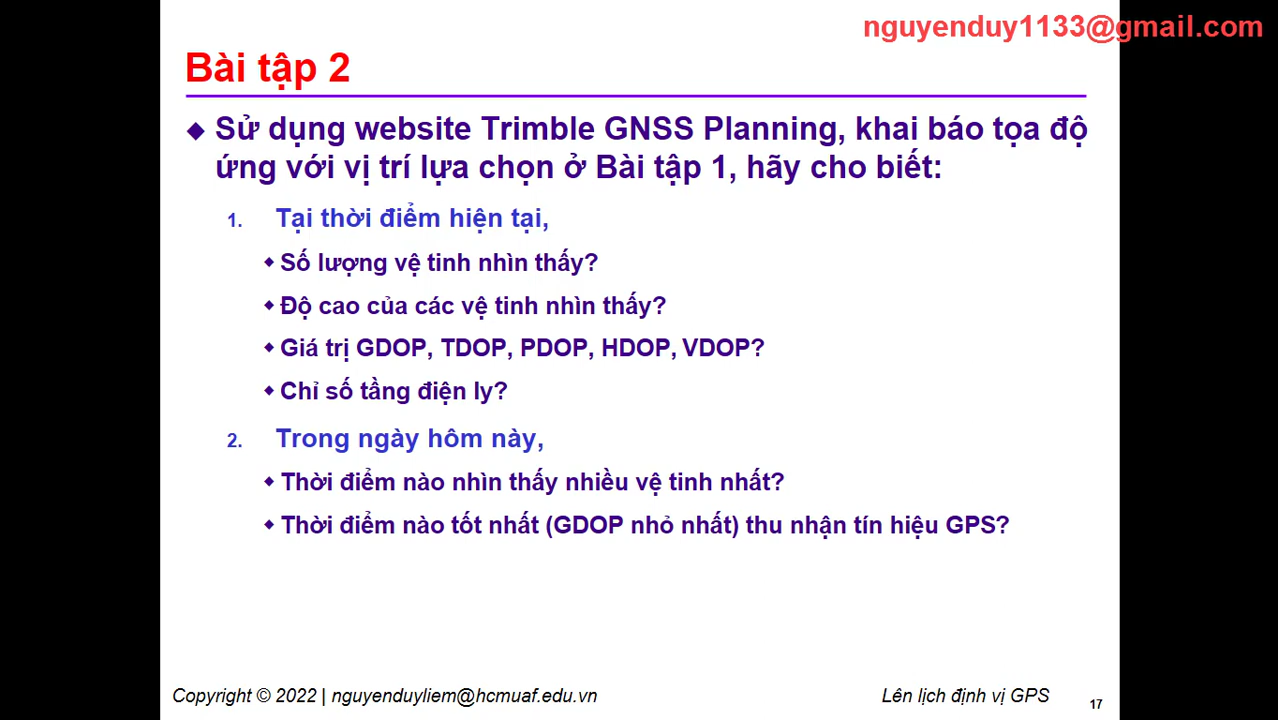 nguyenduy1133@gmail.com
Bài tập 2
Sử dụng website Trimble GNSS Planning, khai báo tọa độ
ứng với vị trí lựa chọn ở Bài tập 1, hãy cho biết:
1. Tại thời điểm hiện tại,
Số lượng vệ tinh nhìn thấy?
Độ cao của các vệ tinh nhìn thấy?
Giá trị GDOP, TDOP, PDOP, HDOP, VDOP?
Chỉ số tầng điện ly?
2. Trong ngày hôm này,
Thời điểm nào nhìn thấy nhiều vệ tinh nhất?
Thời điểm nào tốt nhất (GDOP nhỏ nhất) thu nhận tín hiệu GPS?
Copyright © 2022 | nguyenduyliem@hcmuaf.edu.vn
Lên lịch định vị GPS
17